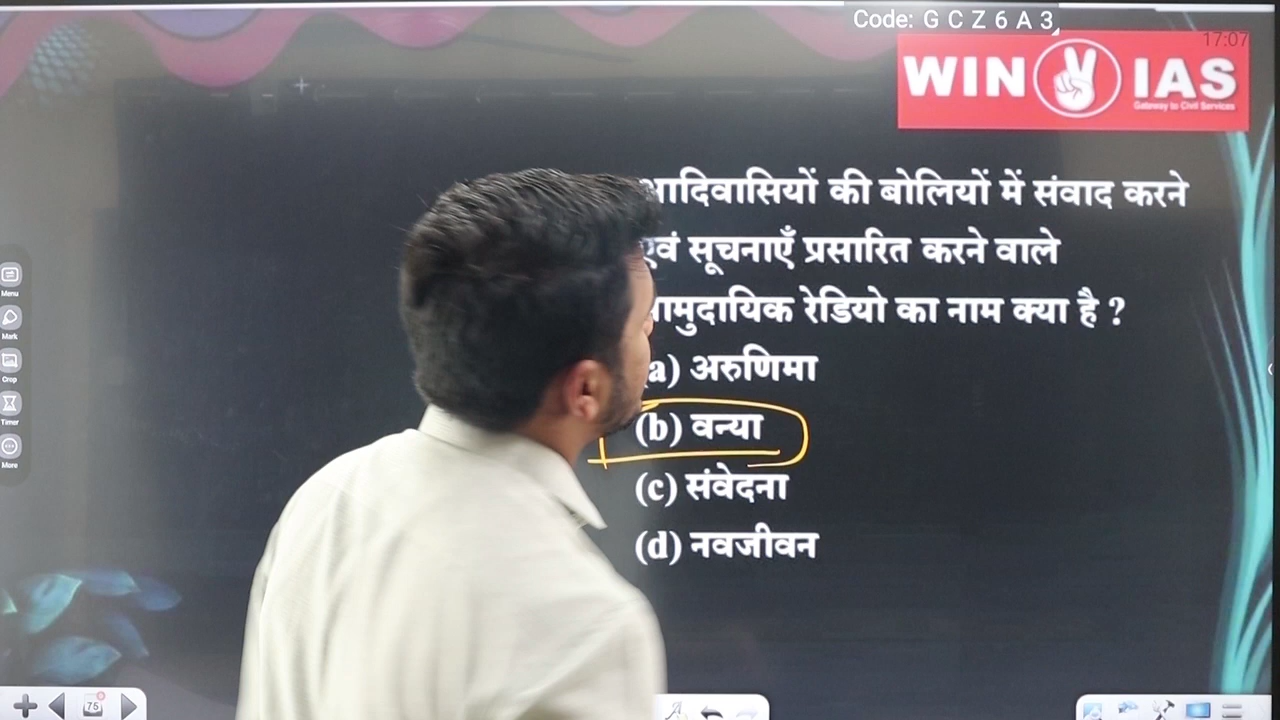 Code: G C Z 6 A 3
17:07
WIN IAS
Gateway to Civil Services
आदिवासियों की बोलियों में संवाद करने
एवं सूचनाएँ प्रसारित करने वाले
सामुदायिक रेडियो का नाम क्या है ?
(a) अरुणिमा
(b) वन्या
(c) संवेदना
(d) नवजीवन
Menu
Mark
Crop
Timer
More
75